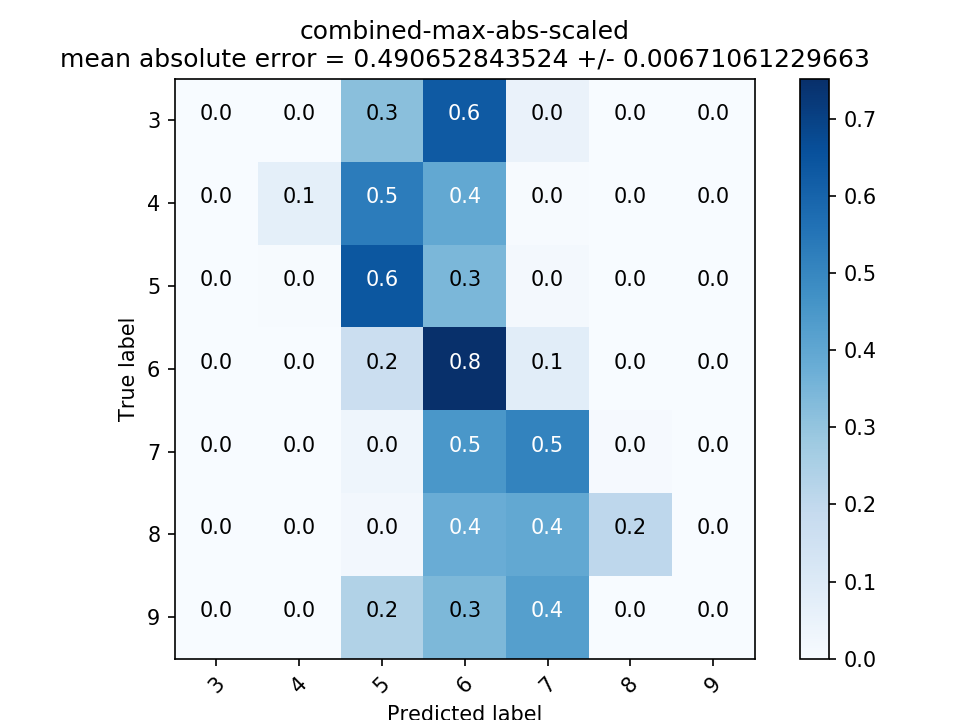 combined-max-abs-scaled
mean absolute error = 0.490652843524 +/- 0.00671061229663
3 0.0 0.0 0.3 0.6 0.0 0.0 0.0
4 0.0 0.1 0.5 0.4 0.0 0.0 0.0
5 0.0 0.0 0.6 0.3 0.0 0.0 0.0
6 0.0 0.0 0.2 0.8 0.1 0.0 0.0
7 0.0 0.0 0.0 0.5 0.5 0.0 0.0
8 0.0 0.0 0.0 0.4 0.4 0.2 0.0
9 0.0 0.0 0.2 0.3 0.4 0.0 0.0
3 4 5 6 7 8 9
True label
Predicted label
0.7
0.6
0.5
0.4
0.3
0.2
0.1
0.0